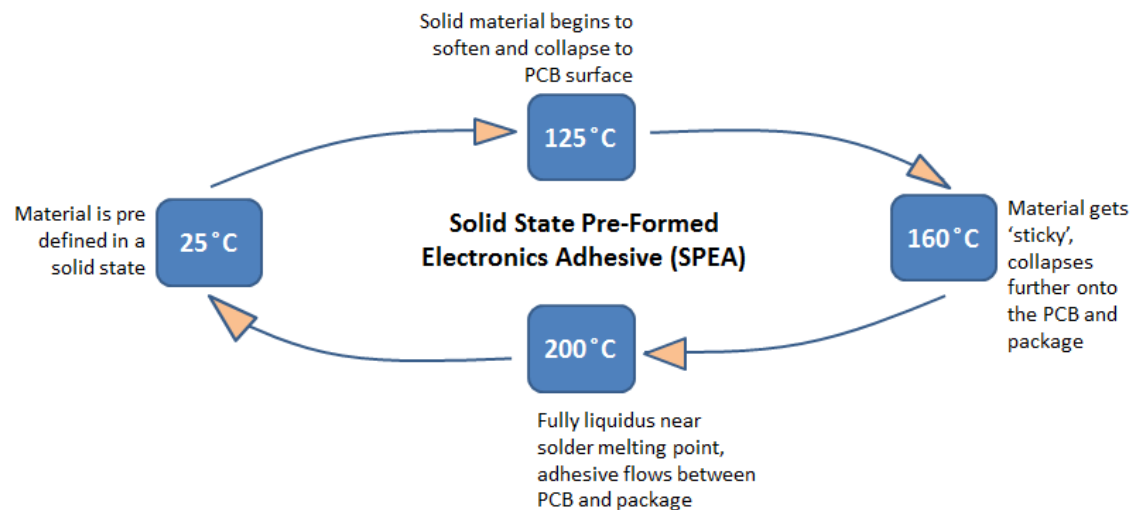 Solid material begins to
soften and collapse to
PCB surface
125˚C
Material is pre
defined in a
solid state
25˚C
Solid State Pre-Formed
Electronics Adhesive (SPEA)
160˚C
Material gets
‘sticky’,
collapses
further onto
the PCB and
package
200˚C
Fully liquidus near
solder melting point,
adhesive flows between
PCB and package